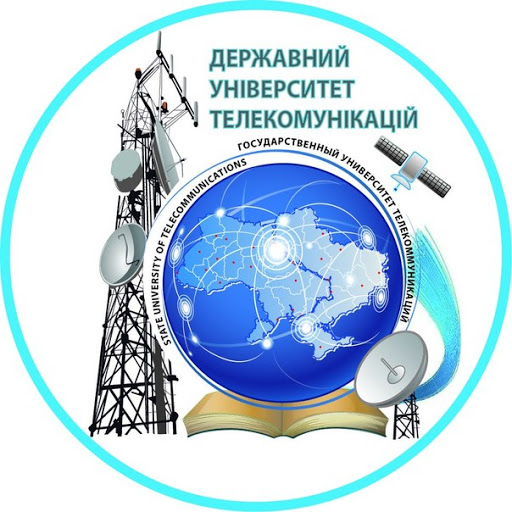 ДЕРЖАВНИЙ
УНІВЕРСИТЕТ
ТЕЛЕКОМУНІКАЦІЙ
STATE UNIVERSITY OF TELECOMMUNICATIONS
ГОСУДАРСТВЕННЫЙ УНИВЕРСИТЕТ ТЕЛЕКОММУНИКАЦИЙ